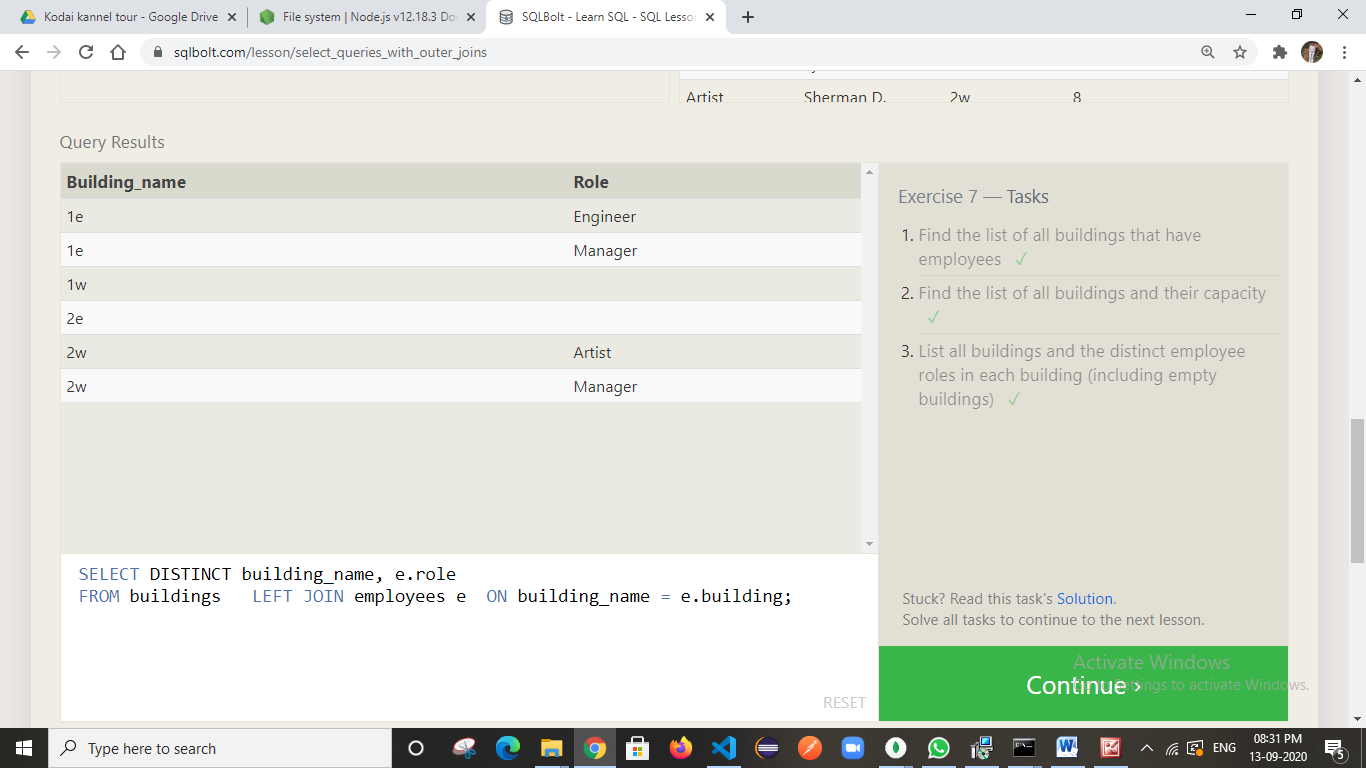 Kodai kannel tour - Google Drive
File system | Node.js v12.18.3 Do
SQLBolt - Learn SQL - SQL Lesso
sqlbolt.com/lesson/select_queries_with_outer_joins
Artist Sherman D. 2w 8
Query Results
Building_name Role
1e Engineer
1e Manager
1w
2e
2w Artist
2w Manager
Exercise 7 — Tasks
1. Find the list of all buildings that have
employees ✓
2. Find the list of all buildings and their capacity
✓
3. List all buildings and the distinct employee
roles in each building (including empty
buildings) ✓
SELECT DISTINCT building_name, e.role
FROM buildings LEFT JOIN employees e ON building_name = e.building;
RESET
Stuck? Read this task's Solution.
Solve all tasks to continue to the next lesson.
Continue ›
Activate Windows
Settings to activate Windows.
Type here to search
ENG
08:31 PM
13-09-2020
5